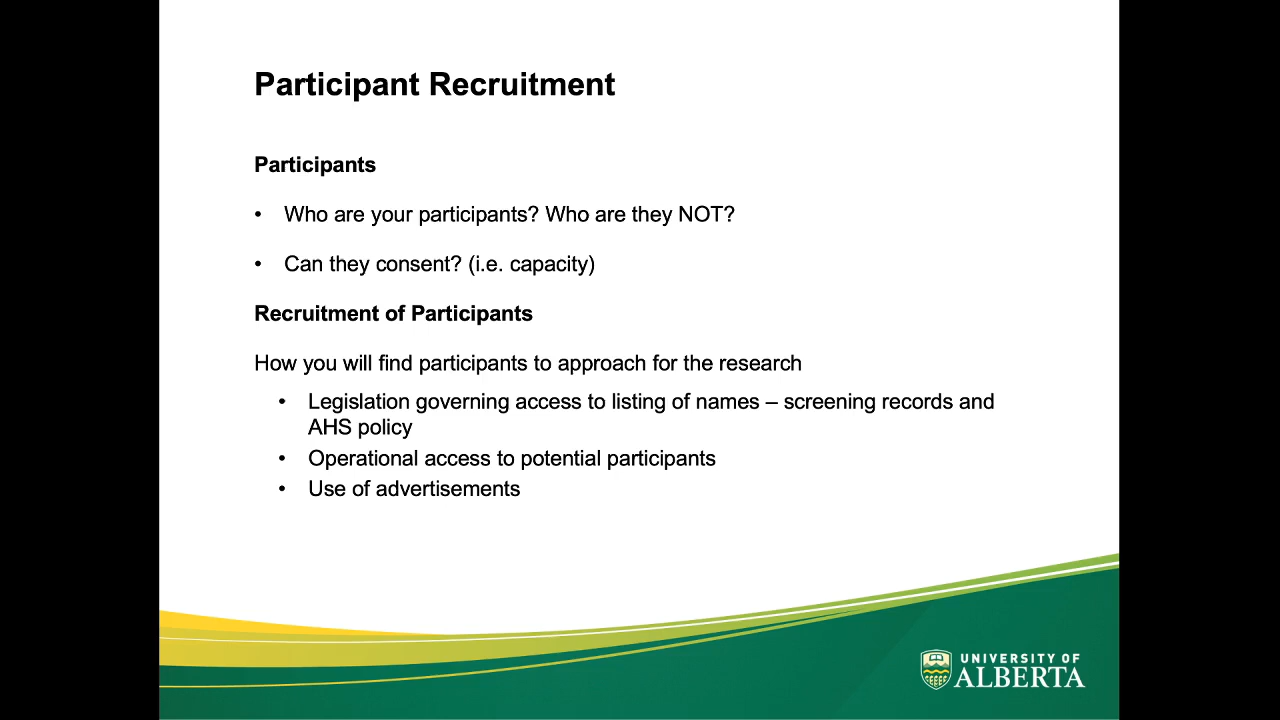 Participant Recruitment
Participants
• Who are your participants? Who are they NOT?
• Can they consent? (i.e. capacity)
Recruitment of Participants
How you will find participants to approach for the research
• Legislation governing access to listing of names – screening records and
AHS policy
• Operational access to potential participants
• Use of advertisements
UNIVERSITY OF
ALBERTA